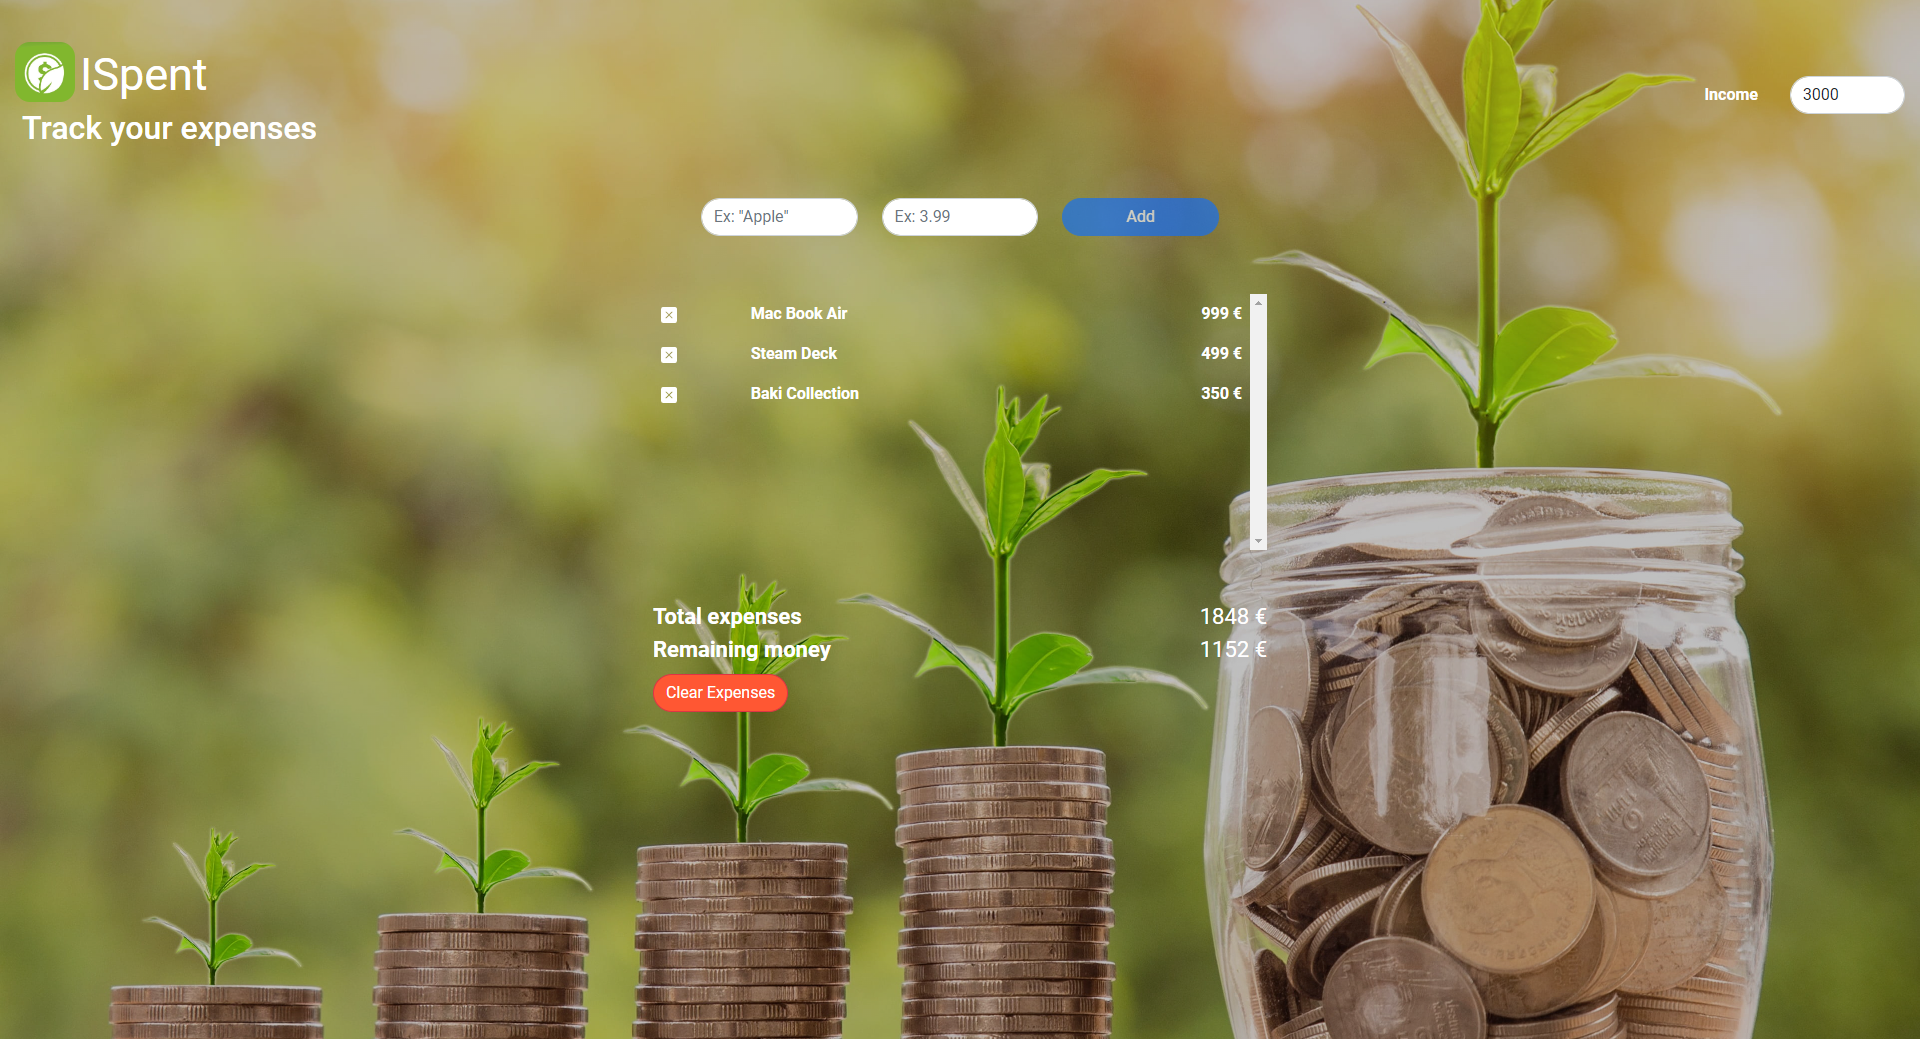 ISpent
Track your expenses
Income 3000
Ex: "Apple" Ex: 3.99 Add
Mac Book Air 999 €
Steam Deck 499 €
Baki Collection 350 €
Total expenses 1848 €
Remaining money 1152 €
Clear Expenses